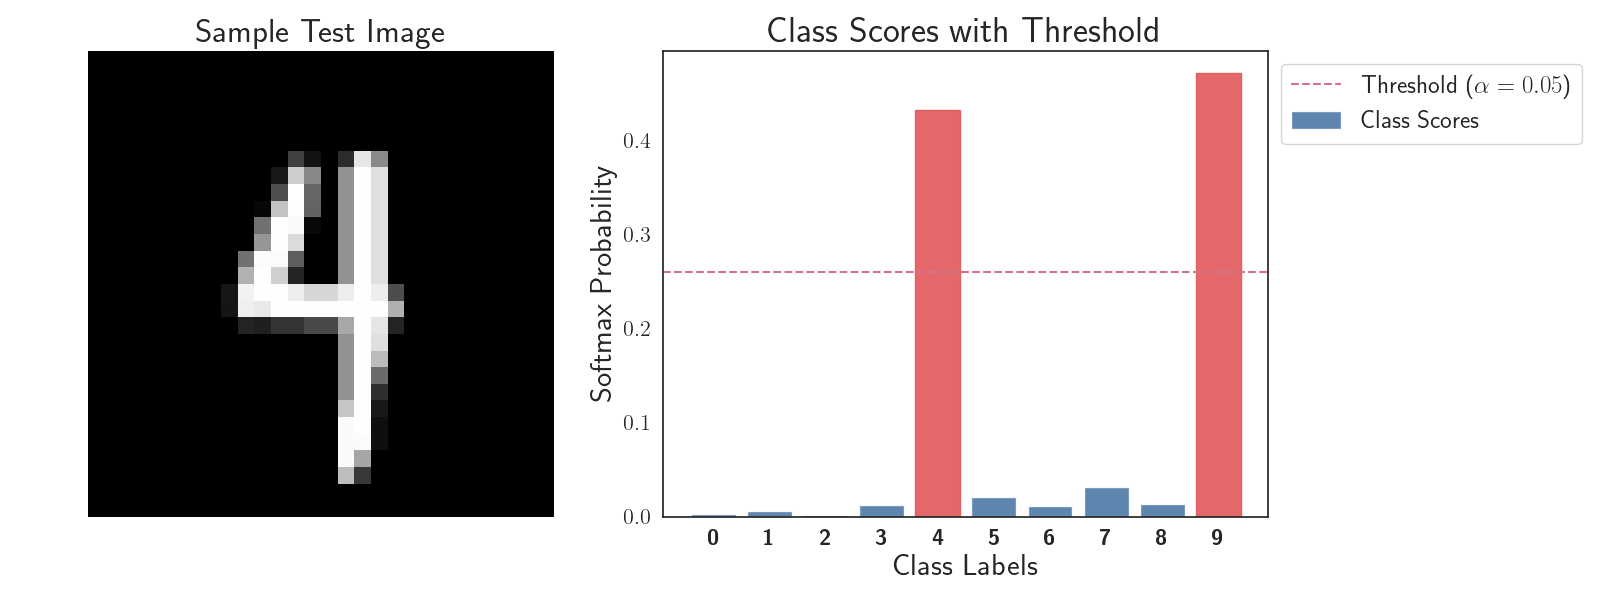 Sample Test Image
4
Class Scores with Threshold
Softmax Probability
0.4
0.3
0.2
0.1
0.0
0 1 2 3 4 5 6 7 8 9
Class Labels
Threshold (α = 0.05)
Class Scores